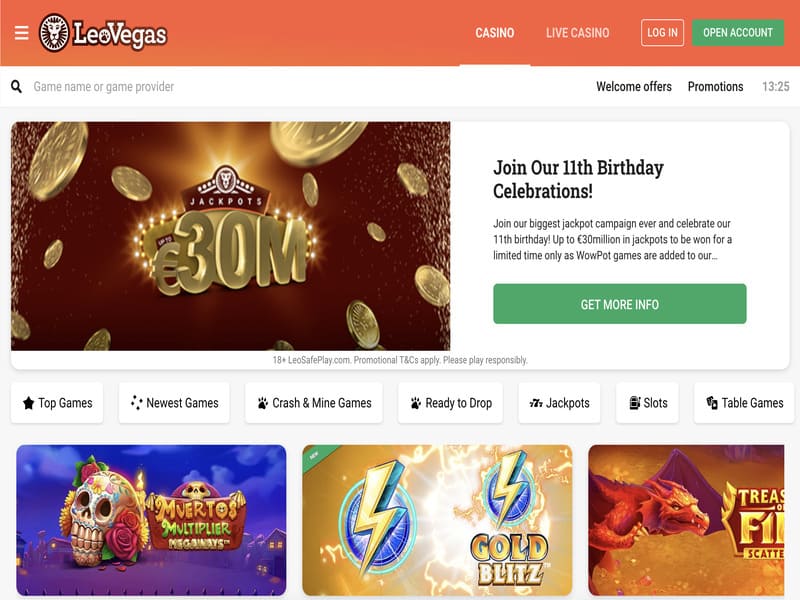 LeoVegas
CASINO
LIVE CASINO
LOG IN
OPEN ACCOUNT
Game name or game provider
Welcome offers
Promotions
13:25
JACKPOTS
UP TO
€30M
Join Our 11th Birthday
Celebrations!
Join our biggest jackpot campaign ever and celebrate our
11th birthday! Up to €30million in jackpots to be won for a
limited time only as WowPot games are added to our...
GET MORE INFO
18+ LeoSafePlay.com. Promotional T&Cs apply. Please play responsibly.
Top Games
Newest Games
Crash & Mine Games
Ready to Drop
777 Jackpots
Slots
Table Games
MUERTOS
MULTIPLIER
MEGAWAYS™
NEW
GOLD
BLITZ™
TREAS
FI
SCATTE